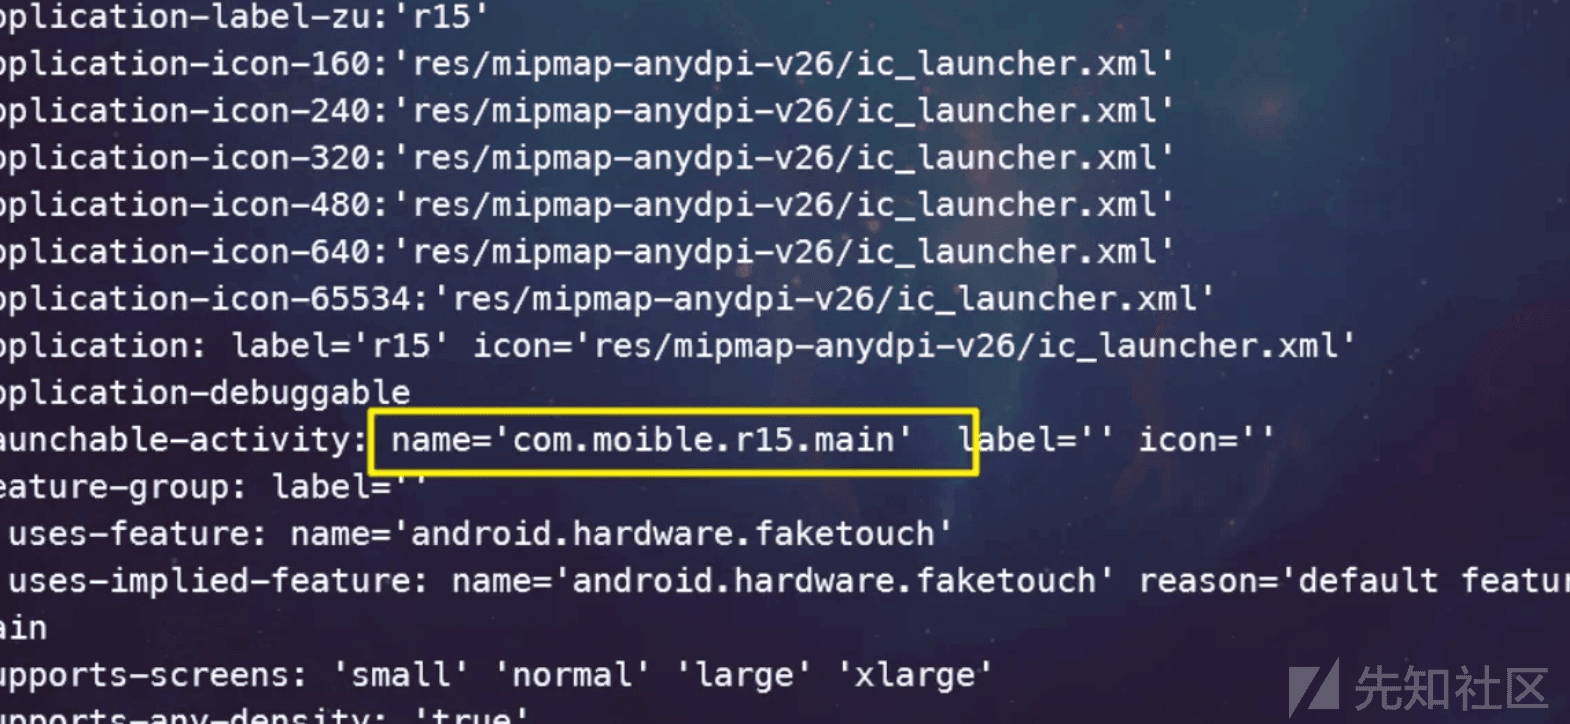 pplication-label-zu:'r15'
pplication-icon-160:'res/mipmap-anydpi-v26/ic_launcher.xml'
pplication-icon-240:'res/mipmap-anydpi-v26/ic_launcher.xml'
pplication-icon-320:'res/mipmap-anydpi-v26/ic_launcher.xml'
pplication-icon-480:'res/mipmap-anydpi-v26/ic_launcher.xml'
pplication-icon-640:'res/mipmap-anydpi-v26/ic_launcher.xml'
pplication-icon-65534:'res/mipmap-anydpi-v26/ic_launcher.xml'
pplication: label='r15' icon='res/mipmap-anydpi-v26/ic_launcher.xml'
pplication-debuggable
aunchable-activity: name='com.moible.r15.main'  label='' icon=''
eature-group: label=''
uses-feature: name='android.hardware.faketouch'
uses-implied-feature: name='android.hardware.faketouch' reason='default featur
ain
upports-screens: 'small' 'normal' 'large' 'xlarge'
upports-any-density: 'true'
先知社区